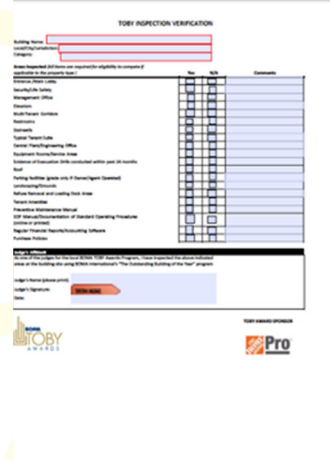 TOBY INSPECTION VERIFICATION
Building Name:
Local/City/Jurisdiction:
Category:
Areas Inspected (All items are required for eligibility to compete if
applicable to the property type) Yes N/A Comments
Entrance /Main Lobby
Security/Life Safety
Management Office
Elevators
Multi-Tenant Corridors
Restrooms
Stairwells
Typical Tenant Suite
Central Plant/Engineering Office
Equipment Rooms/Service Areas
Evidence of Evacuation Drills conducted within past 18 months
Roof
Parking facilities (grade only if Owner/Agent Operated)
Landscaping/Grounds
Refuse Removal and Loading Dock Areas
Tenant Amenities
Preventive Maintenance Manual
SOP Manual/Documentation of Standard Operating Procedures
(online or printed)
Regular Financial Reports/Accounting Software
Purchase Policies
Judge's Affidavit
As one of the judges for the local BOMA TOBY Awards Program, I have inspected the above indicated
areas at the building site using BOMA International's "The Outstanding Building of the Year" program
Judge's Name (please print)
Judge's Signature:
Date:
BOMA
TOBY
AWARDS
TOBY AWARD SPONSOR
Pro